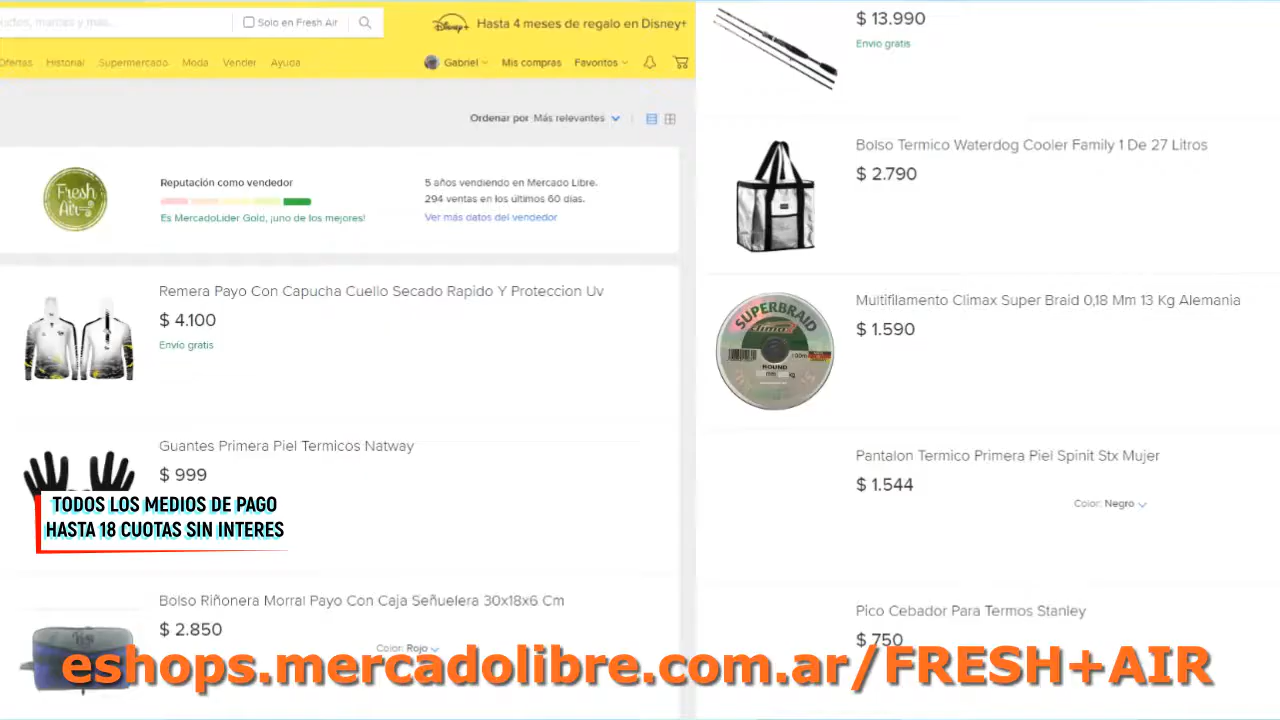 Solo en Fresh Air
Disney+ Hasta 4 meses de regalo en Disney+
Ofertas Historial Supermercado Moda Vender Ayuda
Gabriel Mis compras Favoritos
Ordenar por Más relevantes
Fresh Air
Reputación como vendedor
Es MercadoLíder Gold, ¡uno de los mejores!
5 años vendiendo en Mercado Libre.
294 ventas en los últimos 60 días.
Ver más datos del vendedor
Remera Payo Con Capucha Cuello Secado Rapido Y Proteccion Uv
$ 4.100
Envío gratis
Guantes Primera Piel Termicos Natway
$ 999
TODOS LOS MEDIOS DE PAGO
HASTA 18 CUOTAS SIN INTERES
Bolso Riñonera Morral Payo Con Caja Señuelera 30x18x6 Cm
$ 2.850
Color: Rojo
$ 13.990
Envío gratis
Bolso Termico Waterdog Cooler Family 1 De 27 Litros
$ 2.790
Multifilamento Climax Super Braid 0,18 Mm 13 Kg Alemania
$ 1.590
SUPERBRAID
climax
ROUND
Pantalon Termico Primera Piel Spinit Stx Mujer
$ 1.544
Color: Negro
Pico Cebador Para Termos Stanley
$ 750
eshops.mercadolibre.com.ar/FRESH+AIR